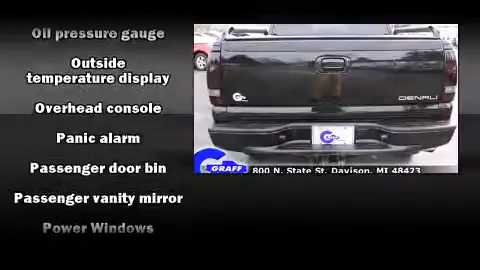 Oil pressure gauge
Outside
temperature display
Overhead console
Panic alarm
Passenger door bin
Passenger vanity mirror
Power Windows
DENALI
GRAFF
800 N. State St. Davison, MI 48423